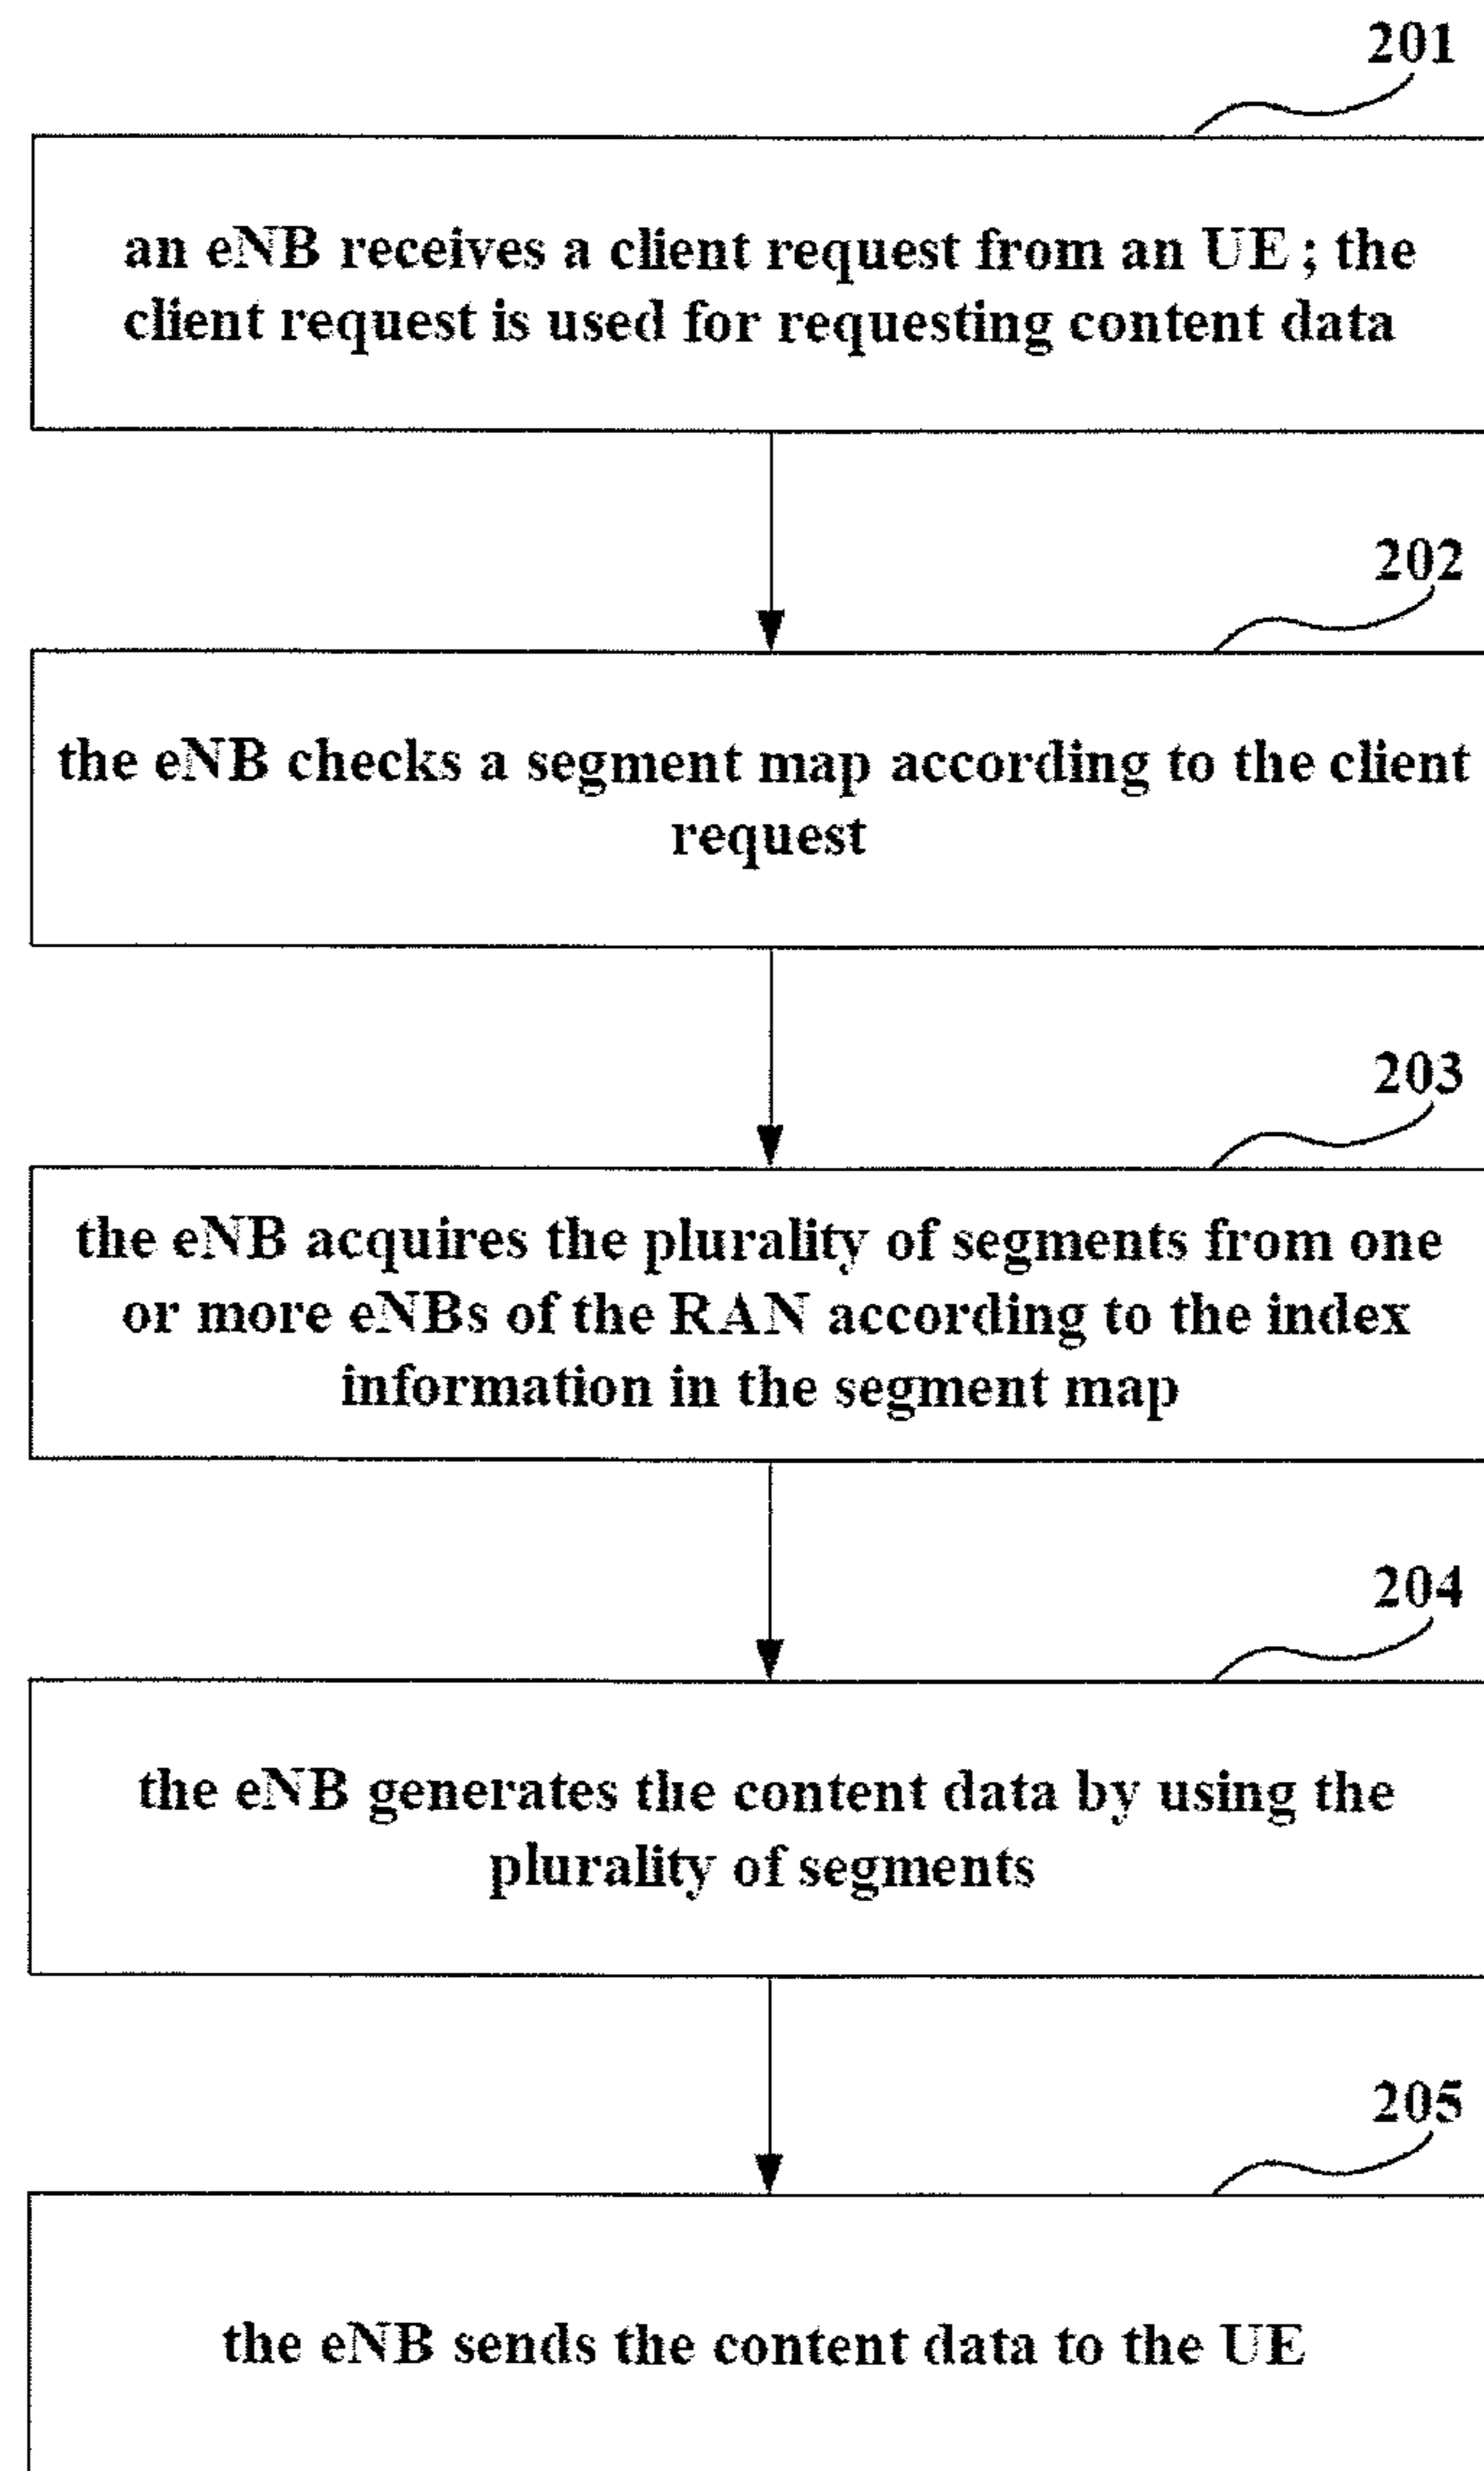 201
an eNB receives a client request from an UE ; the
client request is used for requesting content data
202
the eNB checks a segment map according to the client
request
203
the eNB acquires the plurality of segments from one
or more eNBs of the RAN according to the index
information in the segment map
204
the eNB generates the content data by using the
plurality of segments
205
the eNB sends the content data to the UE